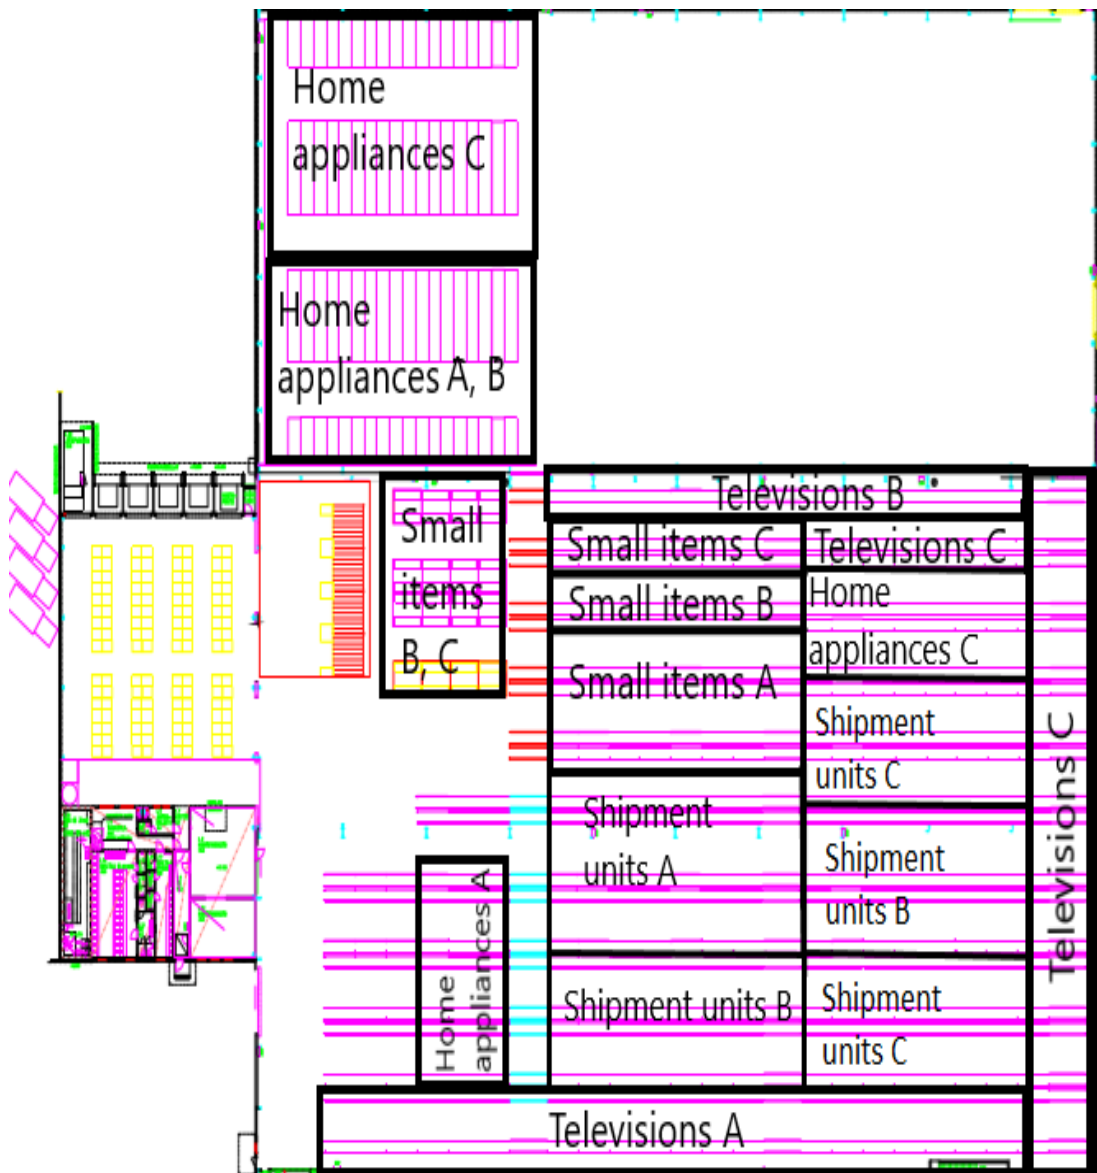 Home
appliances C
Home
appliances A, B
Small
items
B, C
Televisions B
Small items C
Televisions C
Small items B
Home
appliances C
Small items A
Shipment
units C
Shipment
units A
Shipment
units B
Home
appliances A
Shipment units B
Shipment
units C
Televisions C
Televisions A